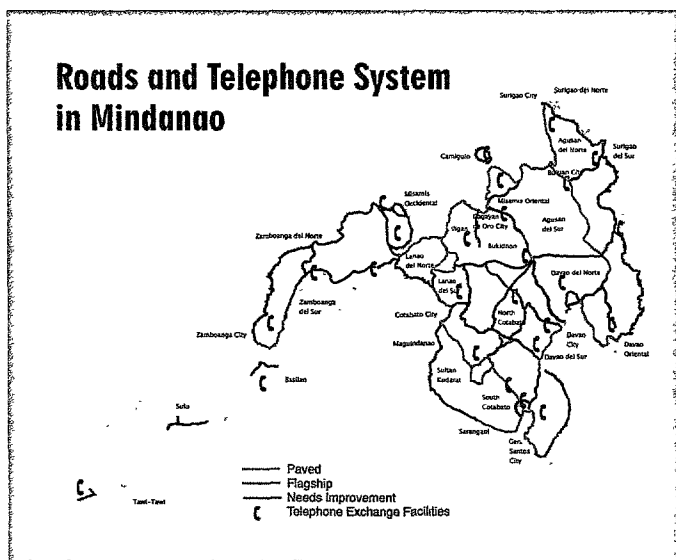 Roads and Telephone System
in Mindanao
Surigao City
Surigao del Norte
Agusan
del Norte
Surigao
del Sur
Camiguin
Butuan City
Misamis
Occidental
Misamis Oriental
Cagayan
de Oro City
Iligan
Agusan
del Sur
Zamboanga del Norte
Bukidnon
Lanao
del Norte
Lanao
del Sur
Davao del Norte
Zamboanga
del Sur
Cotabato City
North
Cotabato
Zamboanga City
Davao
City
Maguindanao
Davao del Sur
Davao
Oriental
Sultan
Kudarat
Basilan
South
Cotabato
Sulu
Sarangani
Gen.
Santos
City
Paved
Flagship
Needs Improvement
Telephone Exchange Facilities
Tawi-Tawi